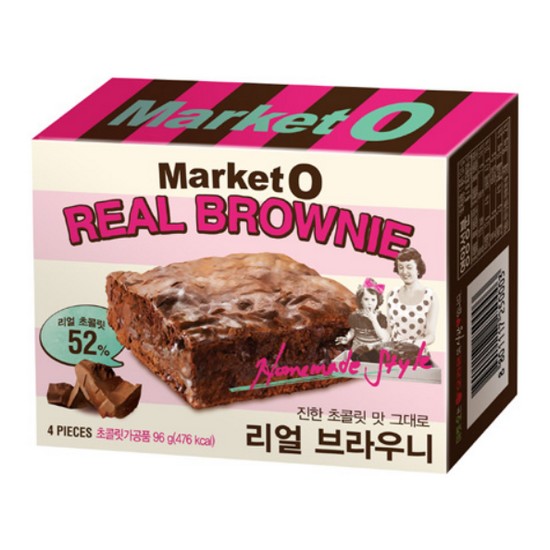 Market O
Market O
REAL BROWNIE
리얼 초콜릿
52%
Homemade Style
진한 초콜릿 맛 그대로
리얼 브라우니
4 PIECES 초콜릿가공품 96 g(476 kcal)